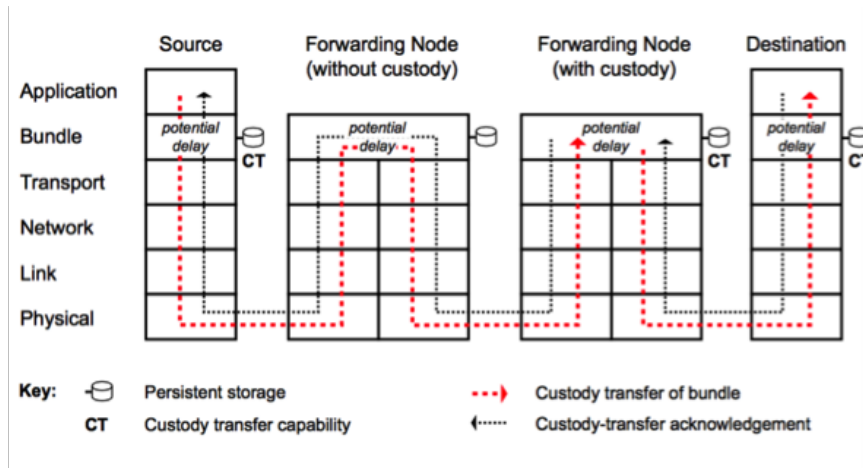 Source
Forwarding Node
(without custody)
Forwarding Node
(with custody)
Destination
Application
Bundle
potential
delay
CT
potential
delay
potential
delay
CT
potential
delay
CT
Transport
Network
Link
Physical
Key:
Persistent storage
Custody transfer of bundle
CT
Custody transfer capability
Custody-transfer acknowledgement